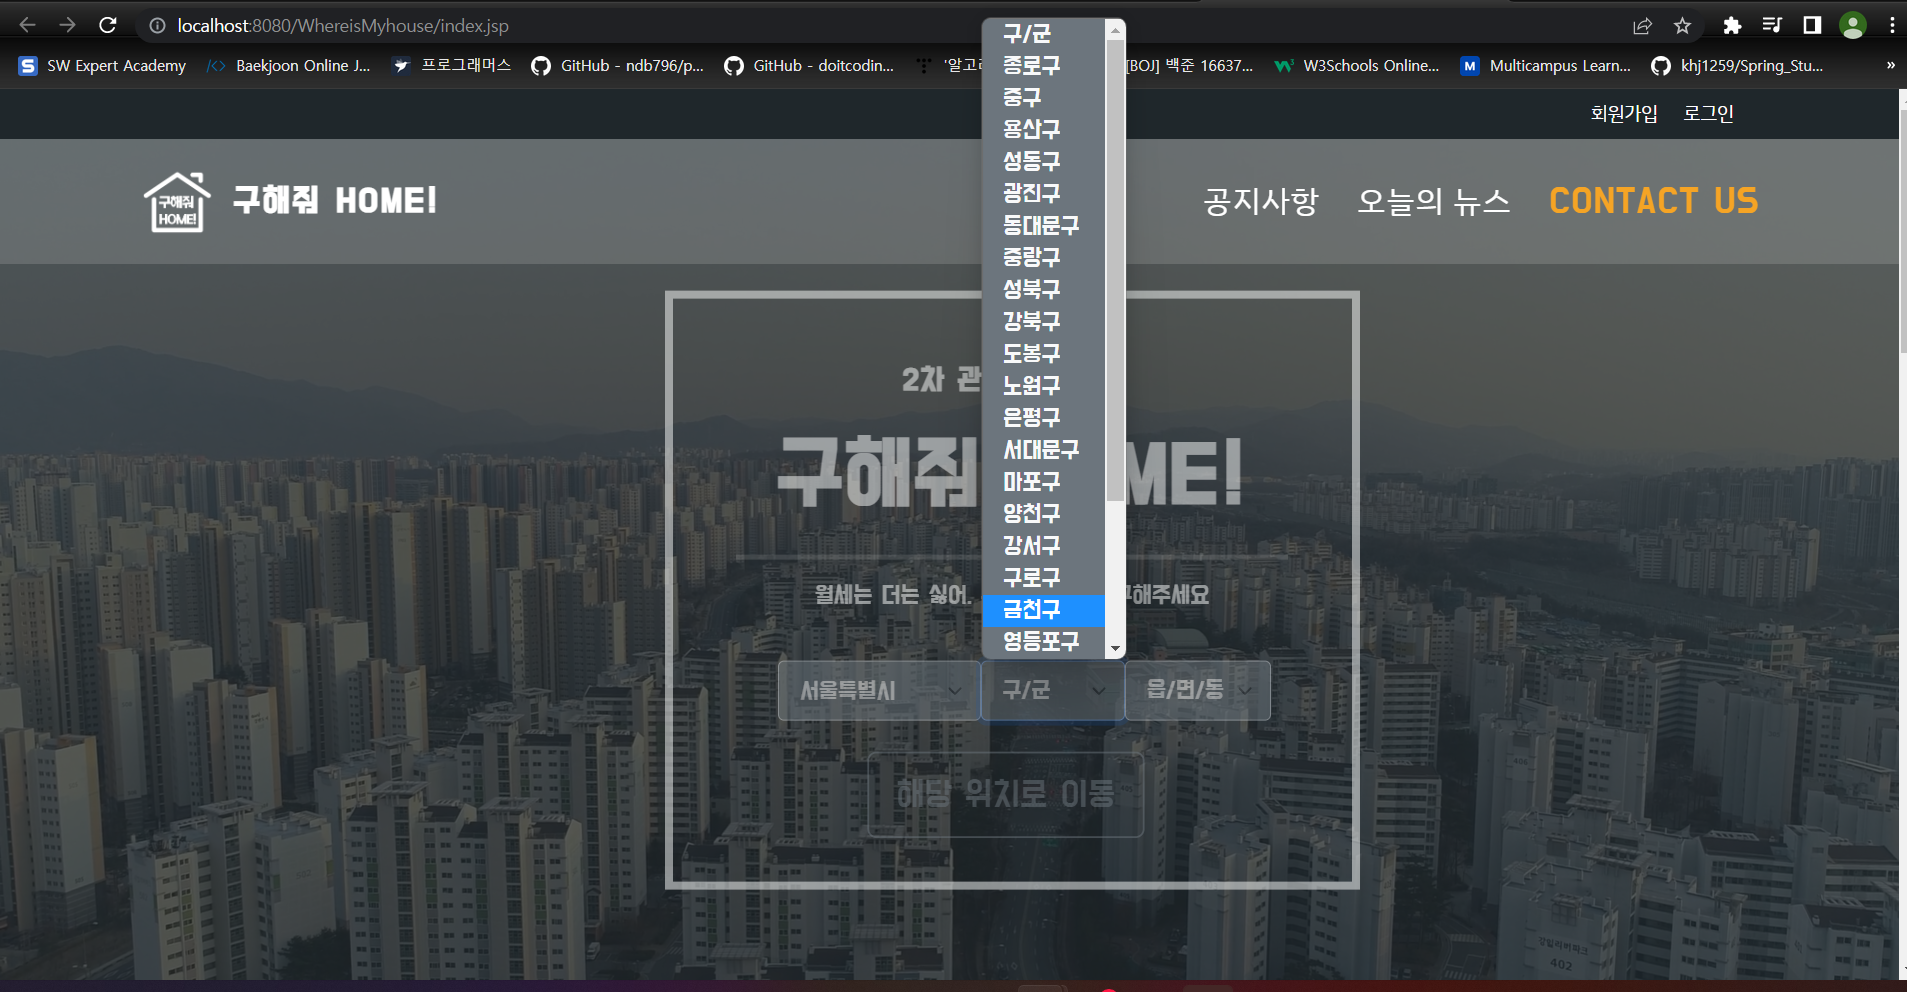 localhost:8080/WhereisMyhouse/index.jsp
SW Expert Academy
Baekjoon Online J...
프로그래머스
GitHub - ndb796/p...
GitHub - doitcodin...
'알고
[BOJ] 백준 16637...
W3Schools Online...
Multicampus Learn...
khj1259/Spring_Stu...
»
회원가입 로그인
구해줘 HOME!
구해줘 HOME!
공지사항 오늘의 뉴스 CONTACT US
구/군
종로구
중구
용산구
성동구
광진구
동대문구
중랑구
성북구
강북구
도봉구
노원구
은평구
서대문구
마포구
양천구
강서구
구로구
금천구
영등포구
2차 관
구해줘 ME!
월세는 더는 싫어. 구해주세요
서울특별시 구/군 읍/면/동
해당 위치로 이동
402